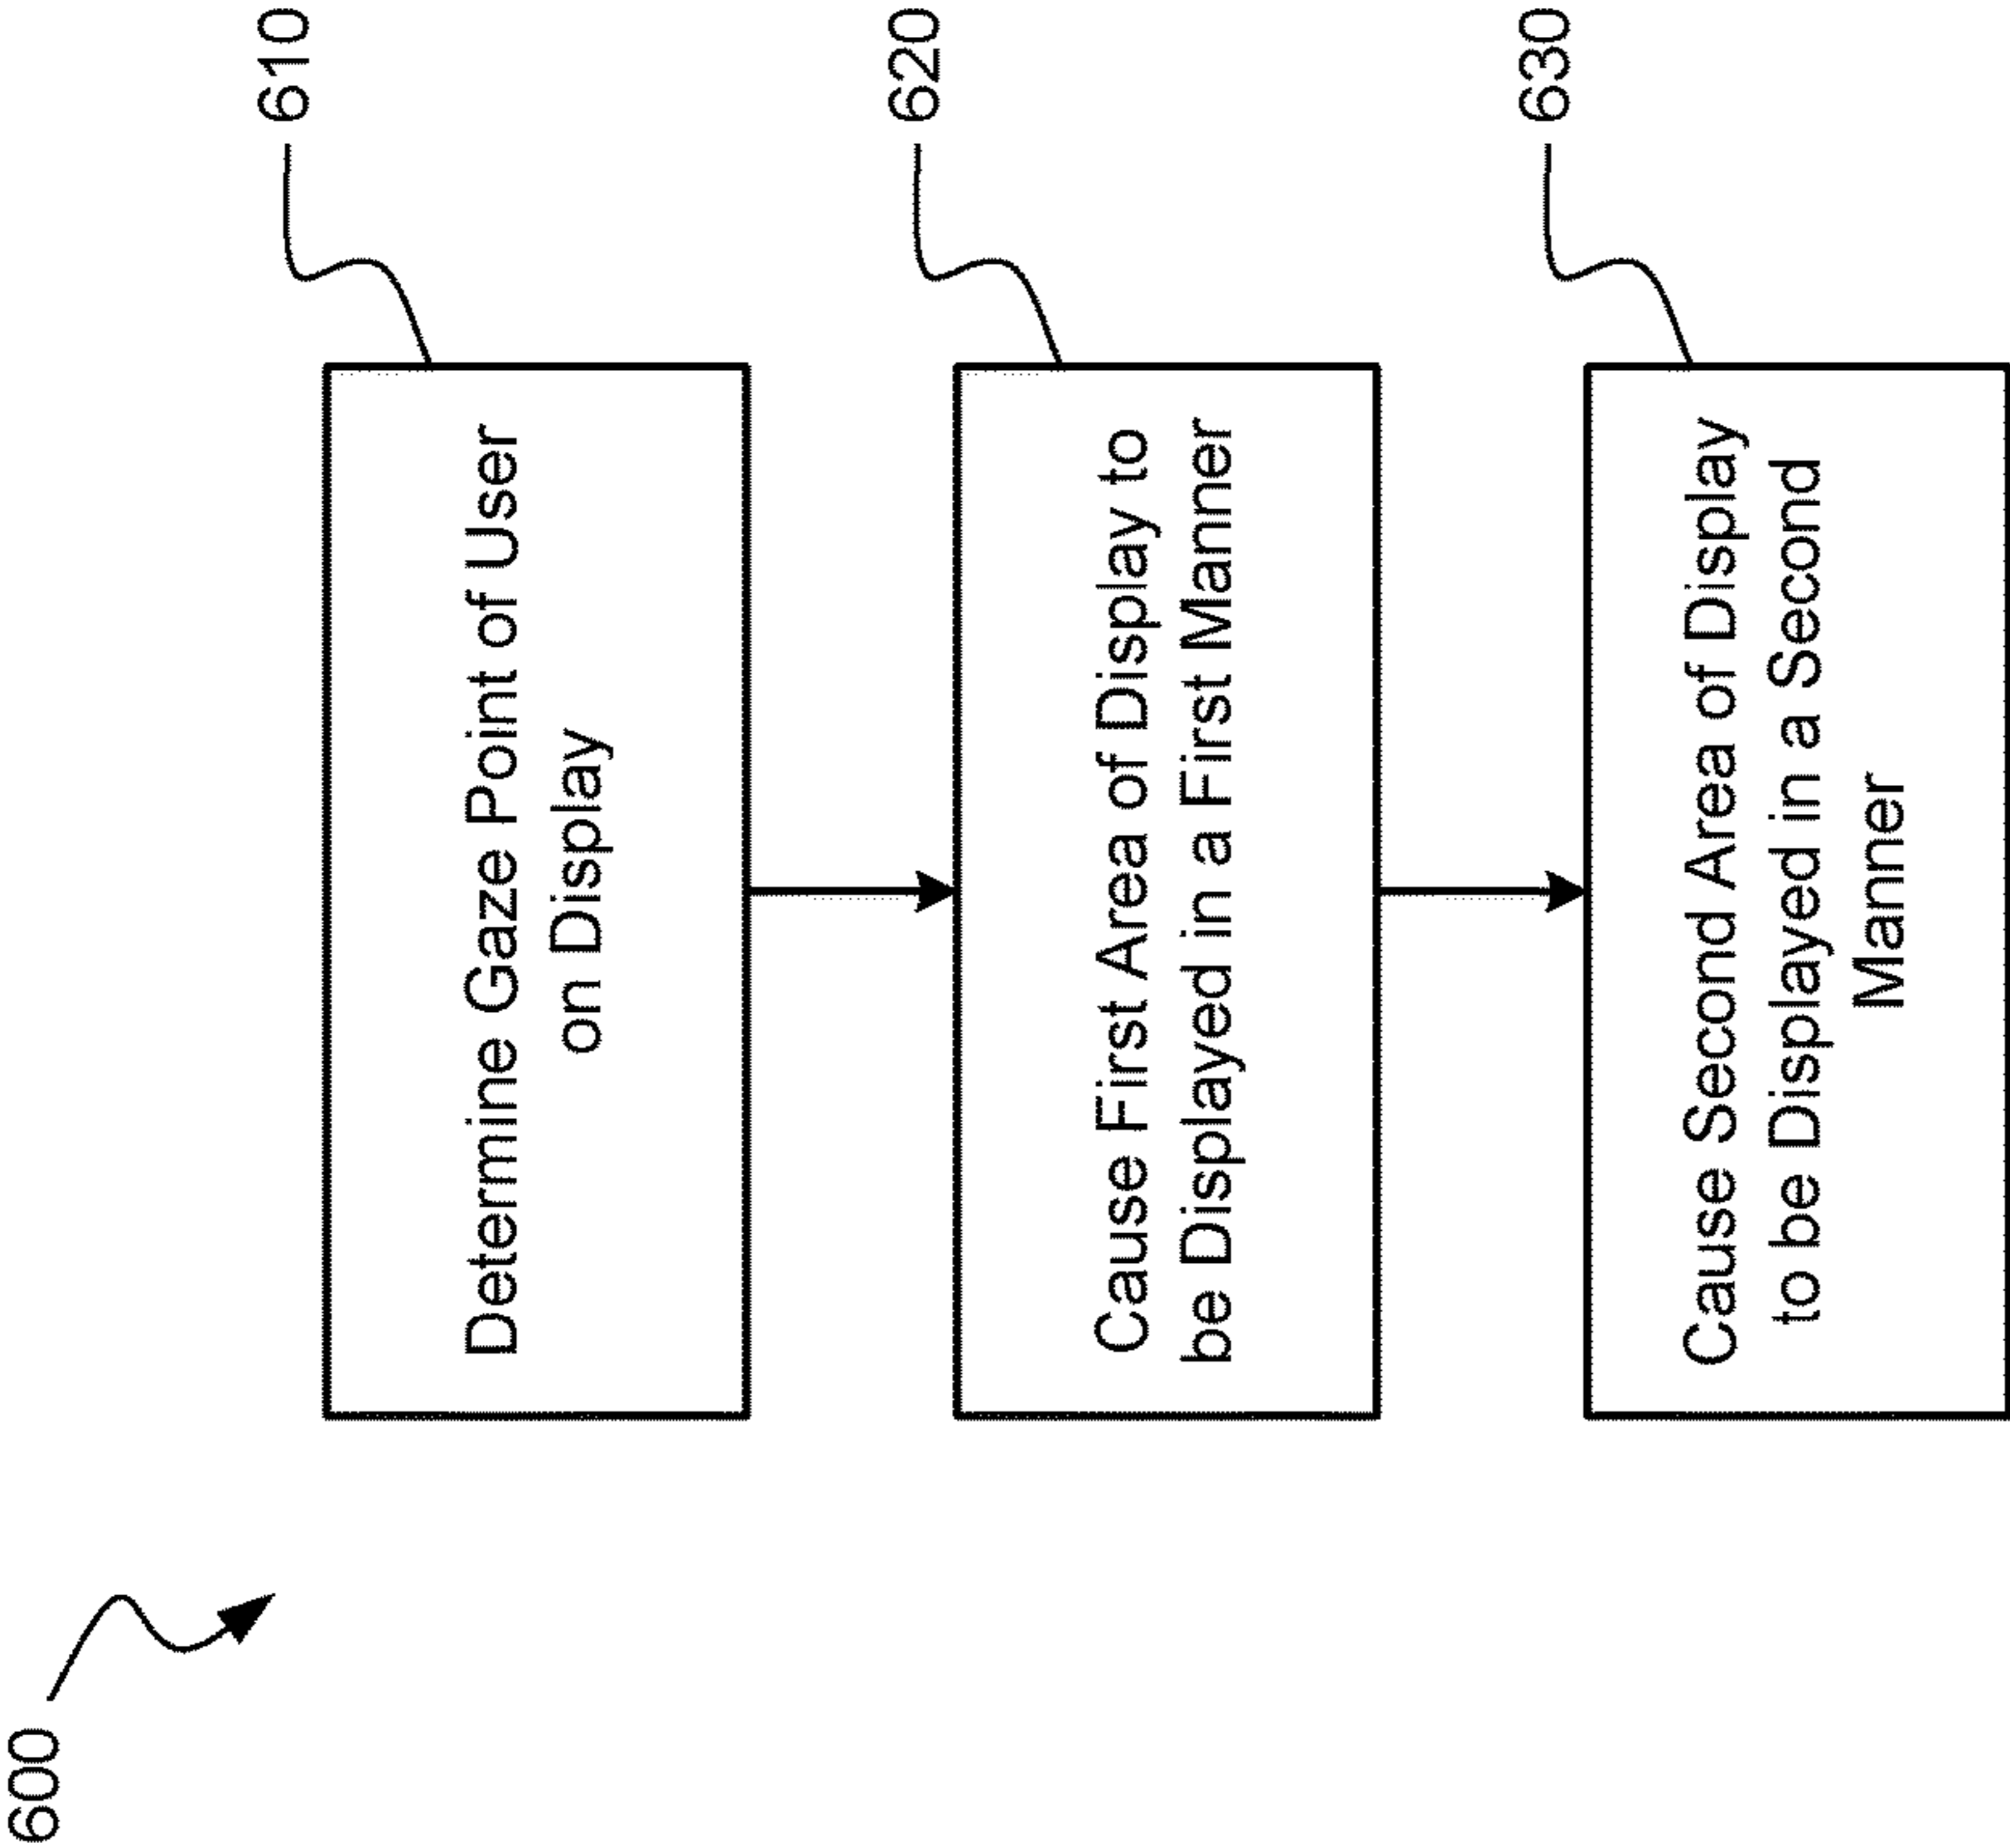 600
610
Determine Gaze Point of User
on Display
620
Cause First Area of Display to
be Displayed in a First Manner
630
Cause Second Area of Display
to be Displayed in a Second
Manner